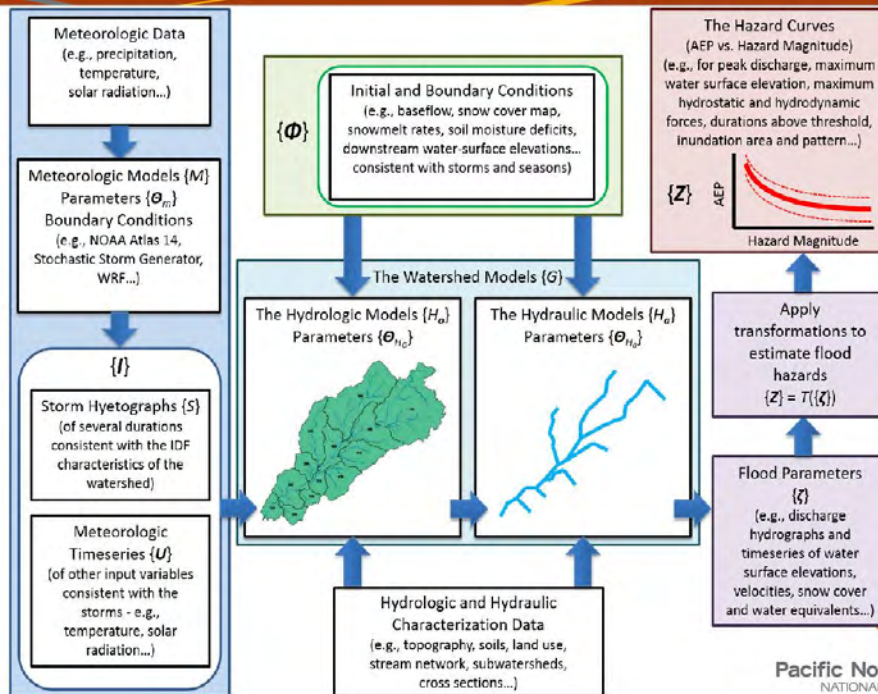 Meteorologic Data
(e.g., precipitation,
temperature,
solar radiation...)
Meteorologic Models {M}
Parameters {Θm}
Boundary Conditions
(e.g., NOAA Atlas 14,
Stochastic Storm Generator,
WRF...)
{I}
Storm Hyetographs {S}
(of several durations
consistent with the IDF
characteristics of the
watershed)
Meteorologic
Timeseries {U}
(of other input variables
consistent with the
storms - e.g.,
temperature, solar
radiation...)
{Φ}
Initial and Boundary Conditions
(e.g., baseflow, snow cover map,
snowmelt rates, soil moisture deficits,
downstream water-surface elevations...
consistent with storms and seasons)
The Watershed Models {G}
The Hydrologic Models {Ho}
Parameters {ΘHo}
The Hydraulic Models {Ha}
Parameters {ΘHa}
Hydrologic and Hydraulic
Characterization Data
(e.g., topography, soils, land use,
stream network, subwatersheds,
cross sections...)
Flood Parameters
{ζ}
(e.g., discharge
hydrographs and
timeseries of water
surface elevations,
velocities, snow cover
and water equivalents...)
Apply
transformations to
estimate flood
hazards
{Z} = T({ζ})
The Hazard Curves
(AEP vs. Hazard Magnitude)
(e.g., for peak discharge, maximum
water surface elevation, maximum
hydrostatic and hydrodynamic
forces, durations above threshold,
inundation area and pattern...)
{Z}
AEP
Hazard Magnitude
Pacific No
NATIONAL